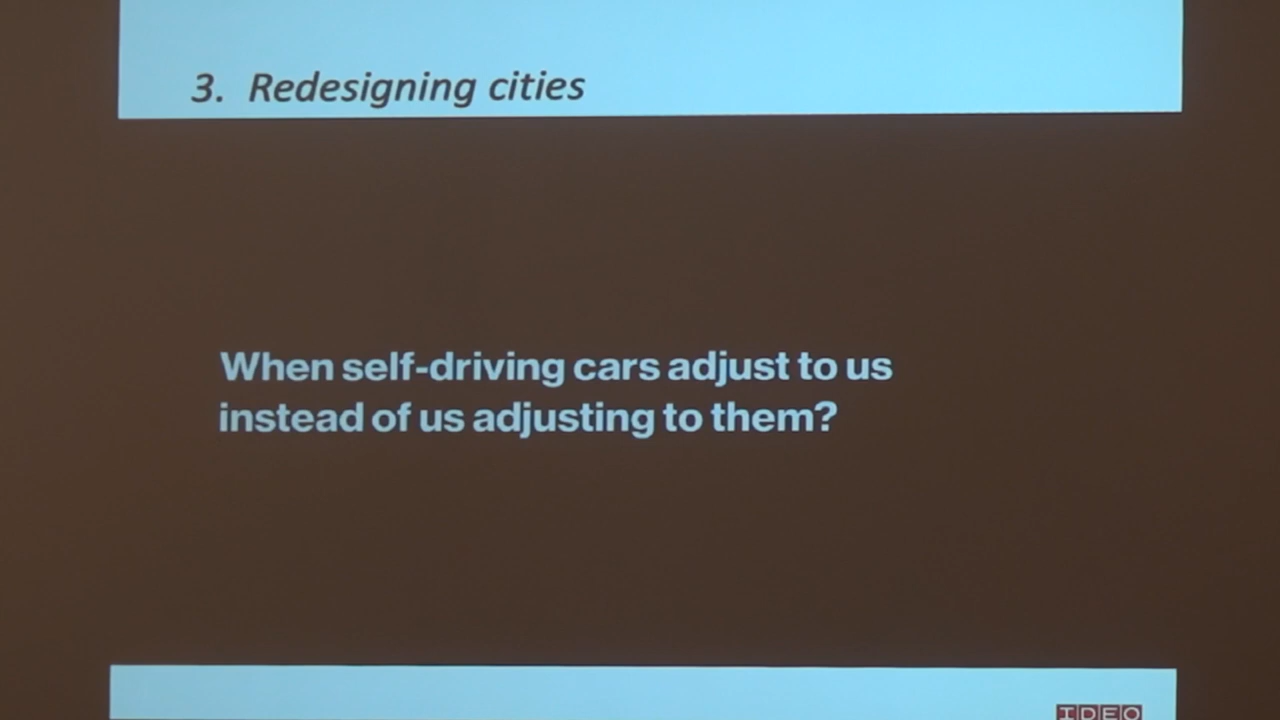 3. Redesigning cities
When self-driving cars adjust to us
instead of us adjusting to them?
IDEO